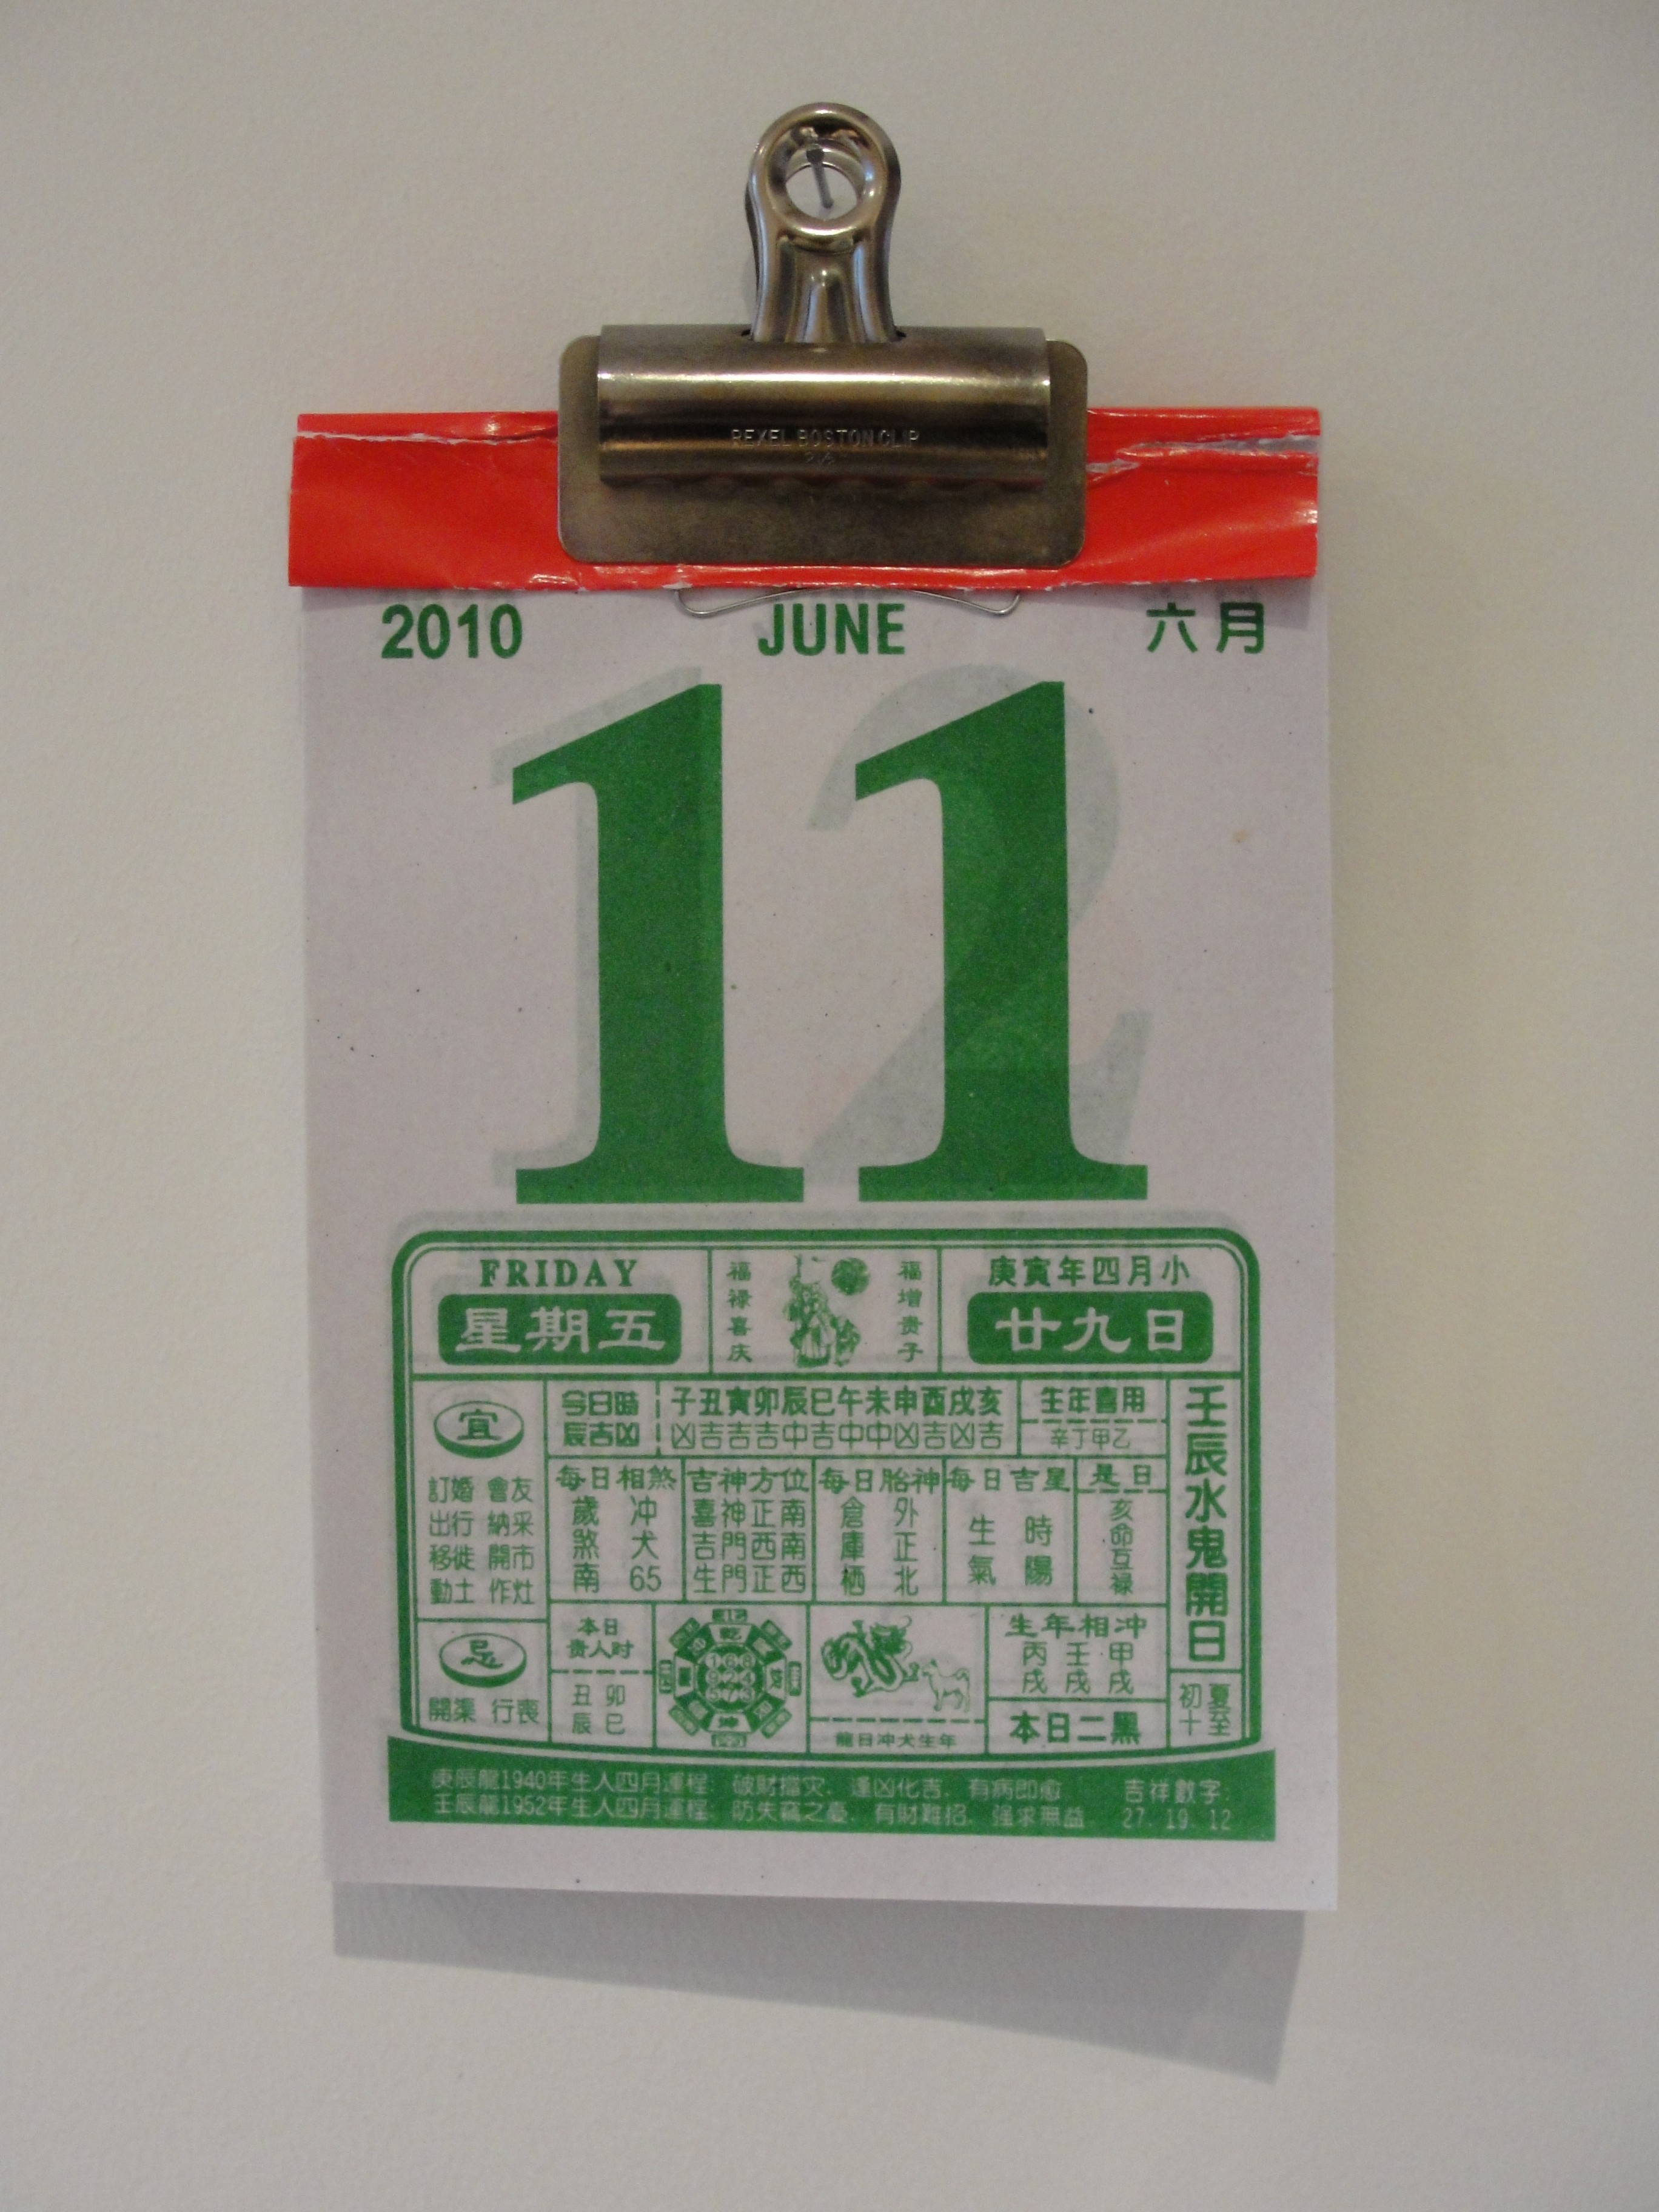 REXEL BOSTON CLIP
2010 JUNE 六月
11
FRIDAY
星期五
福禄喜庆
福增贵子
庚寅年四月小
廿九日
宜
訂婚 會友
出行 納采
移徙 開市
動土 作灶
忌
開渠 行喪
今日時
辰吉凶
子丑寅卯辰巳午未申酉戌亥
凶吉吉吉中吉中中凶吉凶吉
生年喜用
辛丁甲乙
每日相煞
歲煞南
冲犬65
吉神方位
喜神正南
吉門西南
生門正西
每日胎神
倉庫栖
外正北
每日吉星
生氣
時陽
是日
亥命互禄
壬辰水鬼開日
夏至
初十
本日
贵人时
丑卯
辰巳
168
924
573
龍日冲犬生年
生年相冲
丙壬甲
戌戌戌
本日二黑
庚辰龍1940年生人四月運程: 破財擋灾. 逢凶化吉. 有病即愈
壬辰龍1952年生人四月運程: 防失竊之憂. 有財難招. 强求無益
吉祥數字:
27. 19. 12